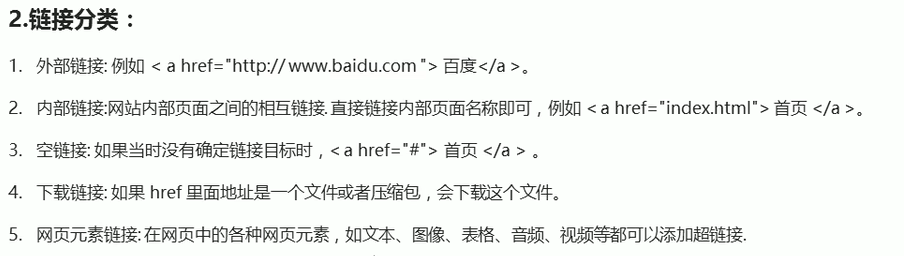 2.链接分类：
1. 外部链接: 例如 < a href="http:// www.baidu.com "> 百度</a >。
2. 内部链接:网站内部页面之间的相互链接. 直接链接内部页面名称即可，例如 < a href="index.html"> 首页 </a >。
3. 空链接: 如果当时没有确定链接目标时，< a href="#"> 首页 </a > 。
4. 下载链接: 如果 href 里面地址是一个文件或者压缩包，会下载这个文件。
5. 网页元素链接: 在网页中的各种网页元素，如文本、图像、表格、音频、视频等都可以添加超链接.